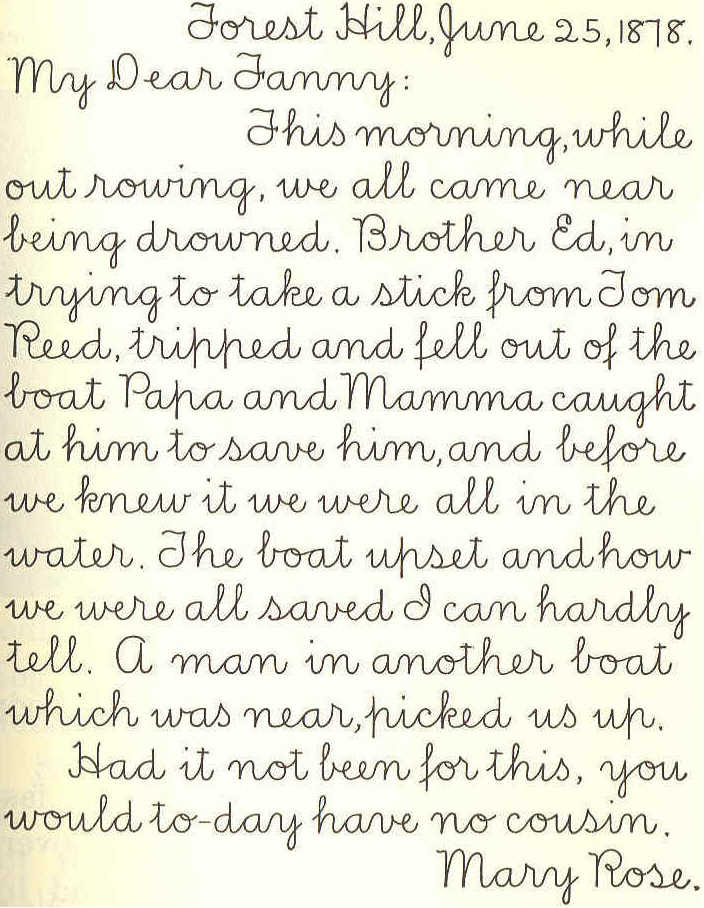 Forest Hill, June 25, 1878.
My Dear Fanny:
This morning, while
out rowing, we all came near
being drowned. Brother Ed, in
trying to take a stick from Tom
Reed, tripped and fell out of the
boat Papa and Mamma caught
at him to save him, and before
we knew it we were all in the
water. The boat upset and how
we were all saved I can hardly
tell. A man in another boat
which was near, picked us up.
Had it not been for this, you
would to-day have no cousin.
Mary Rose.